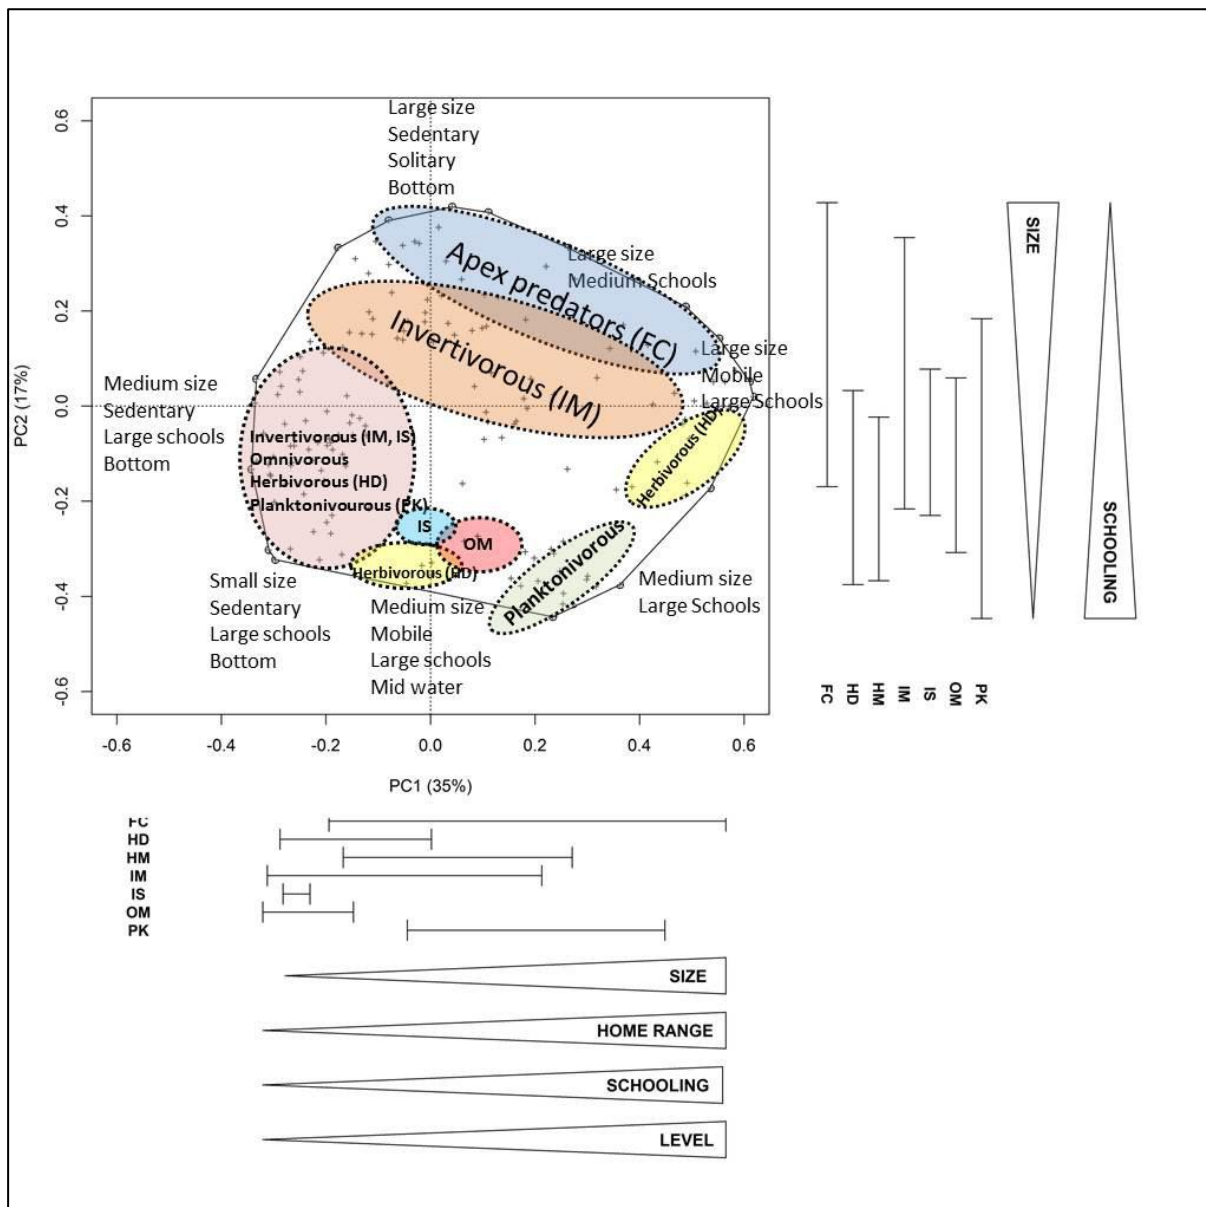 Large size
Sedentary
Solitary
Bottom
0.6
0.4
0.2
0.0
-0.2
-0.4
-0.6
PC2 (17%)
Apex predators (FC)
Large size
Medium Schools
Invertivorous (IM)
Large size
Mobile
Large Schools
Medium size
Sedentary
Large schools
Bottom
Invertivorous (IM, IS)
Omnivorous
Herbivorous (HD)
Planktonivourous (PK)
Herbivorous (HD)
IS
OM
Herbivorous (HD)
Planktonivorous
Small size
Sedentary
Large schools
Bottom
Medium size
Mobile
Large schools
Mid water
Medium size
Large Schools
-0.6 -0.4 -0.2 0.0 0.2 0.4 0.6
PC1 (35%)
SIZE
SCHOOLING
FC HD HM IM IS OM PK
FC
HD
HM
IM
IS
OM
PK
SIZE
HOME RANGE
SCHOOLING
LEVEL